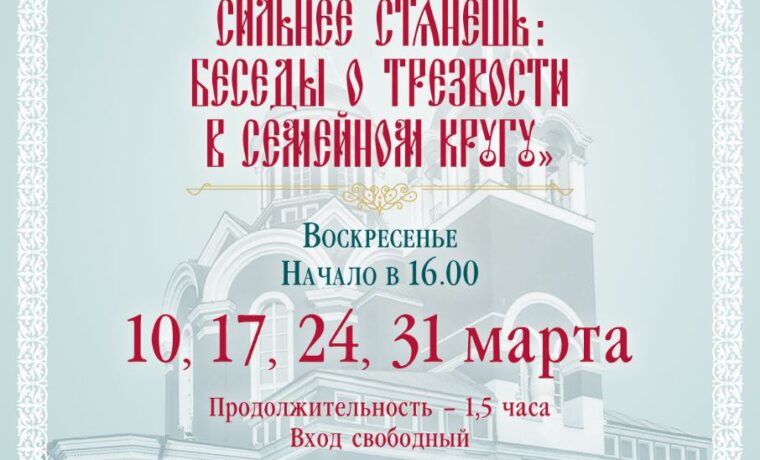 СИЛЬНЕЕ СТАНЕШЬ:
БЕСЕДЫ О ТРЕЗВОСТИ
В СЕМЕЙНОМ КРУГУ»
Воскресенье
Начало в 16.00
10, 17, 24, 31 марта
Продолжительность – 1,5 часа
Вход свободный